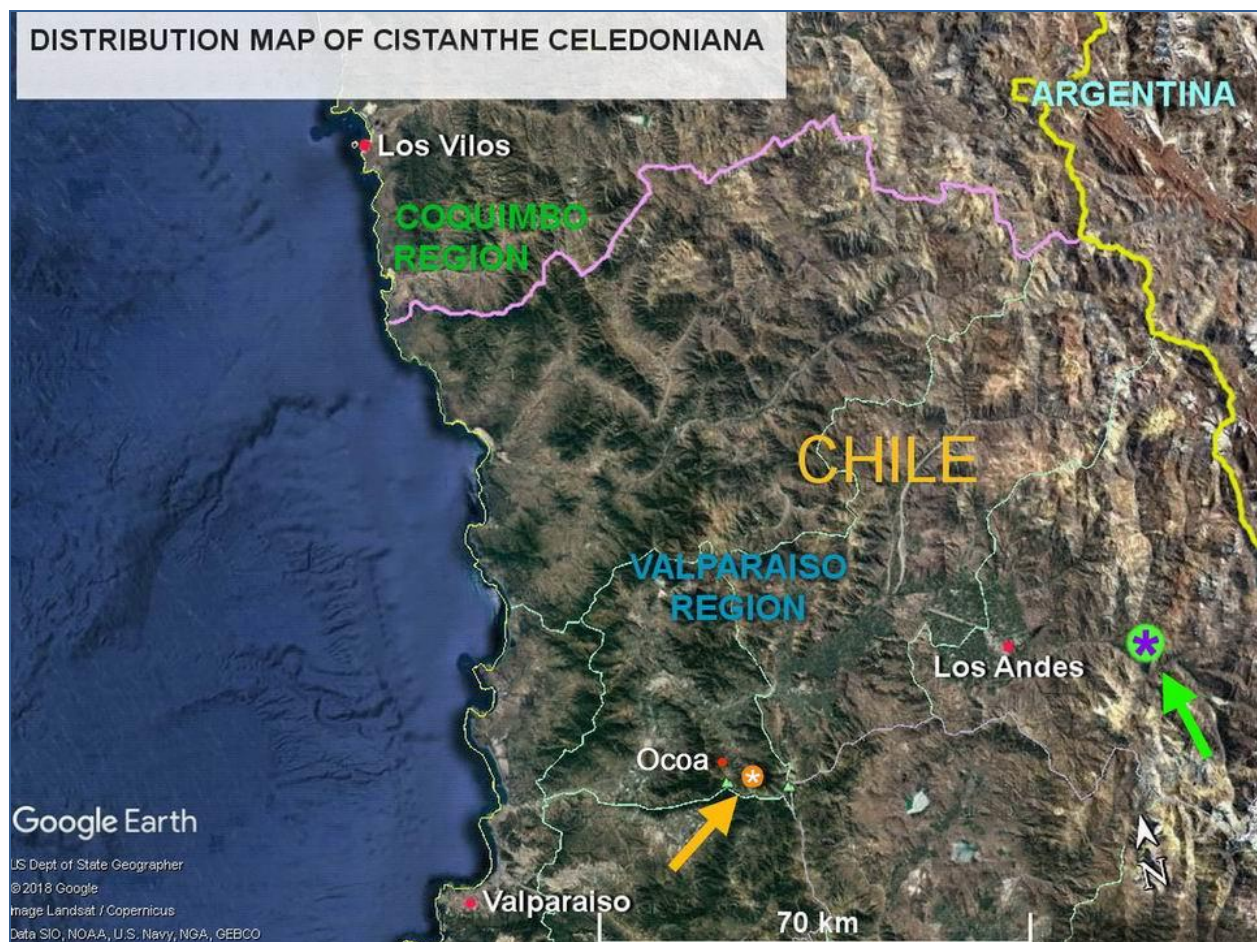 DISTRIBUTION MAP OF CISTANTHE CELEDONIANA
ARGENTINA
Los Vilos
COQUIMBO
REGION
CHILE
VALPARAISO
REGION
Los Andes
Ocoa
Google Earth
US Dept of State Geographer
©2018 Google
Image Landsat / Copernicus
Data SIO, NOAA, U.S. Navy, NGA, GEBCO
Valparaiso
70 km
N